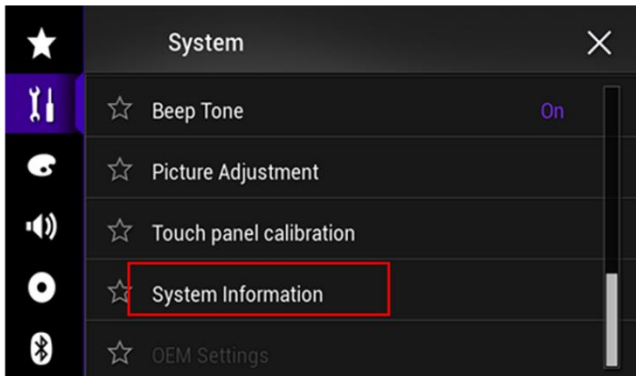 System
Beep Tone On
Picture Adjustment
Touch panel calibration
System Information
OEM Settings